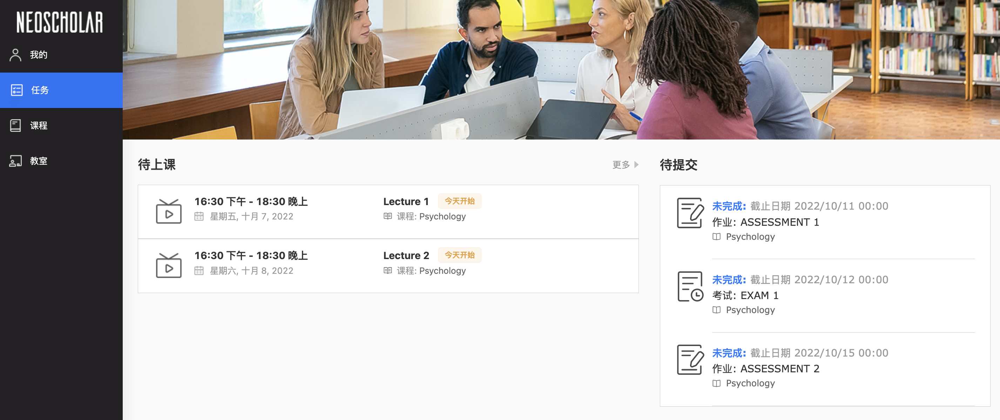 NEOSCHOLAR
我的
任务
课程
教室
待上课
更多
16:30 下午 - 18:30 晚上
Lecture 1 今天开始
星期五, 十月 7, 2022
课程: Psychology
16:30 下午 - 18:30 晚上
Lecture 2 今天开始
星期六, 十月 8, 2022
课程: Psychology
待提交
未完成: 截止日期 2022/10/11 00:00
作业: ASSESSMENT 1
Psychology
未完成: 截止日期 2022/10/12 00:00
考试: EXAM 1
Psychology
未完成: 截止日期 2022/10/15 00:00
作业: ASSESSMENT 2
Psychology